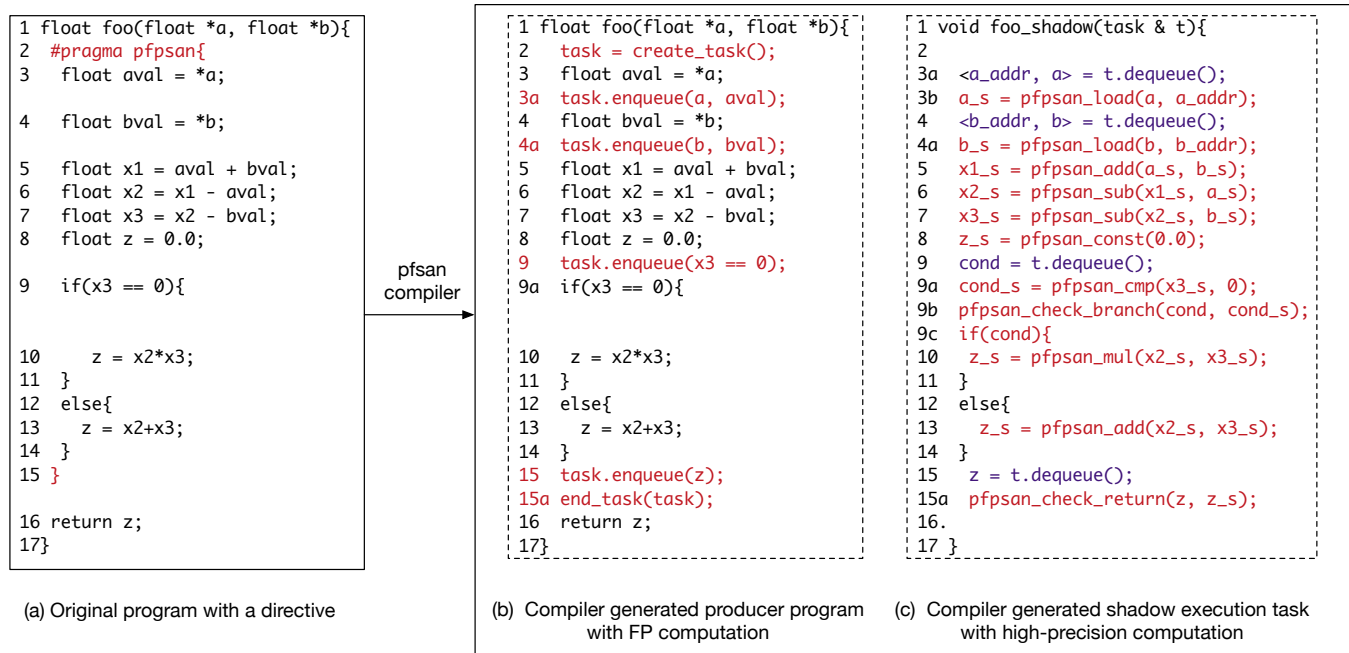 1 float foo(float *a, float *b){
2 #pragma pfpsan{
3 float aval = *a;
4 float bval = *b;
5 float x1 = aval + bval;
6 float x2 = x1 - aval;
7 float x3 = x2 - bval;
8 float z = 0.0;
9 if(x3 == 0){
10 z = x2*x3;
11 }
12 else{
13 z = x2+x3;
14 }
15 }
16 return z;
17}
(a) Original program with a directive
pfsan
compiler
1 float foo(float *a, float *b){
2 task = create_task();
3 float aval = *a;
3a task.enqueue(a, aval);
4 float bval = *b;
4a task.enqueue(b, bval);
5 float x1 = aval + bval;
6 float x2 = x1 - aval;
7 float x3 = x2 - bval;
8 float z = 0.0;
9 task.enqueue(x3 == 0);
9a if(x3 == 0){
10 z = x2*x3;
11 }
12 else{
13 z = x2+x3;
14 }
15 task.enqueue(z);
15a end_task(task);
16 return z;
17}
(b) Compiler generated producer program
with FP computation
1 void foo_shadow(task & t){
2
3a <a_addr, a> = t.dequeue();
3b a_s = pfpsan_load(a, a_addr);
4 <b_addr, b> = t.dequeue();
4a b_s = pfpsan_load(b, b_addr);
5 x1_s = pfpsan_add(a_s, b_s);
6 x2_s = pfpsan_sub(x1_s, a_s);
7 x3_s = pfpsan_sub(x2_s, b_s);
8 z_s = pfpsan_const(0.0);
9 cond = t.dequeue();
9a cond_s = pfpsan_cmp(x3_s, 0);
9b pfpsan_check_branch(cond, cond_s);
9c if(cond){
10 z_s = pfpsan_mul(x2_s, x3_s);
11 }
12 else{
13 z_s = pfpsan_add(x2_s, x3_s);
14 }
15 z = t.dequeue();
15a pfpsan_check_return(z, z_s);
16.
17 }
(c) Compiler generated shadow execution task
with high-precision computation